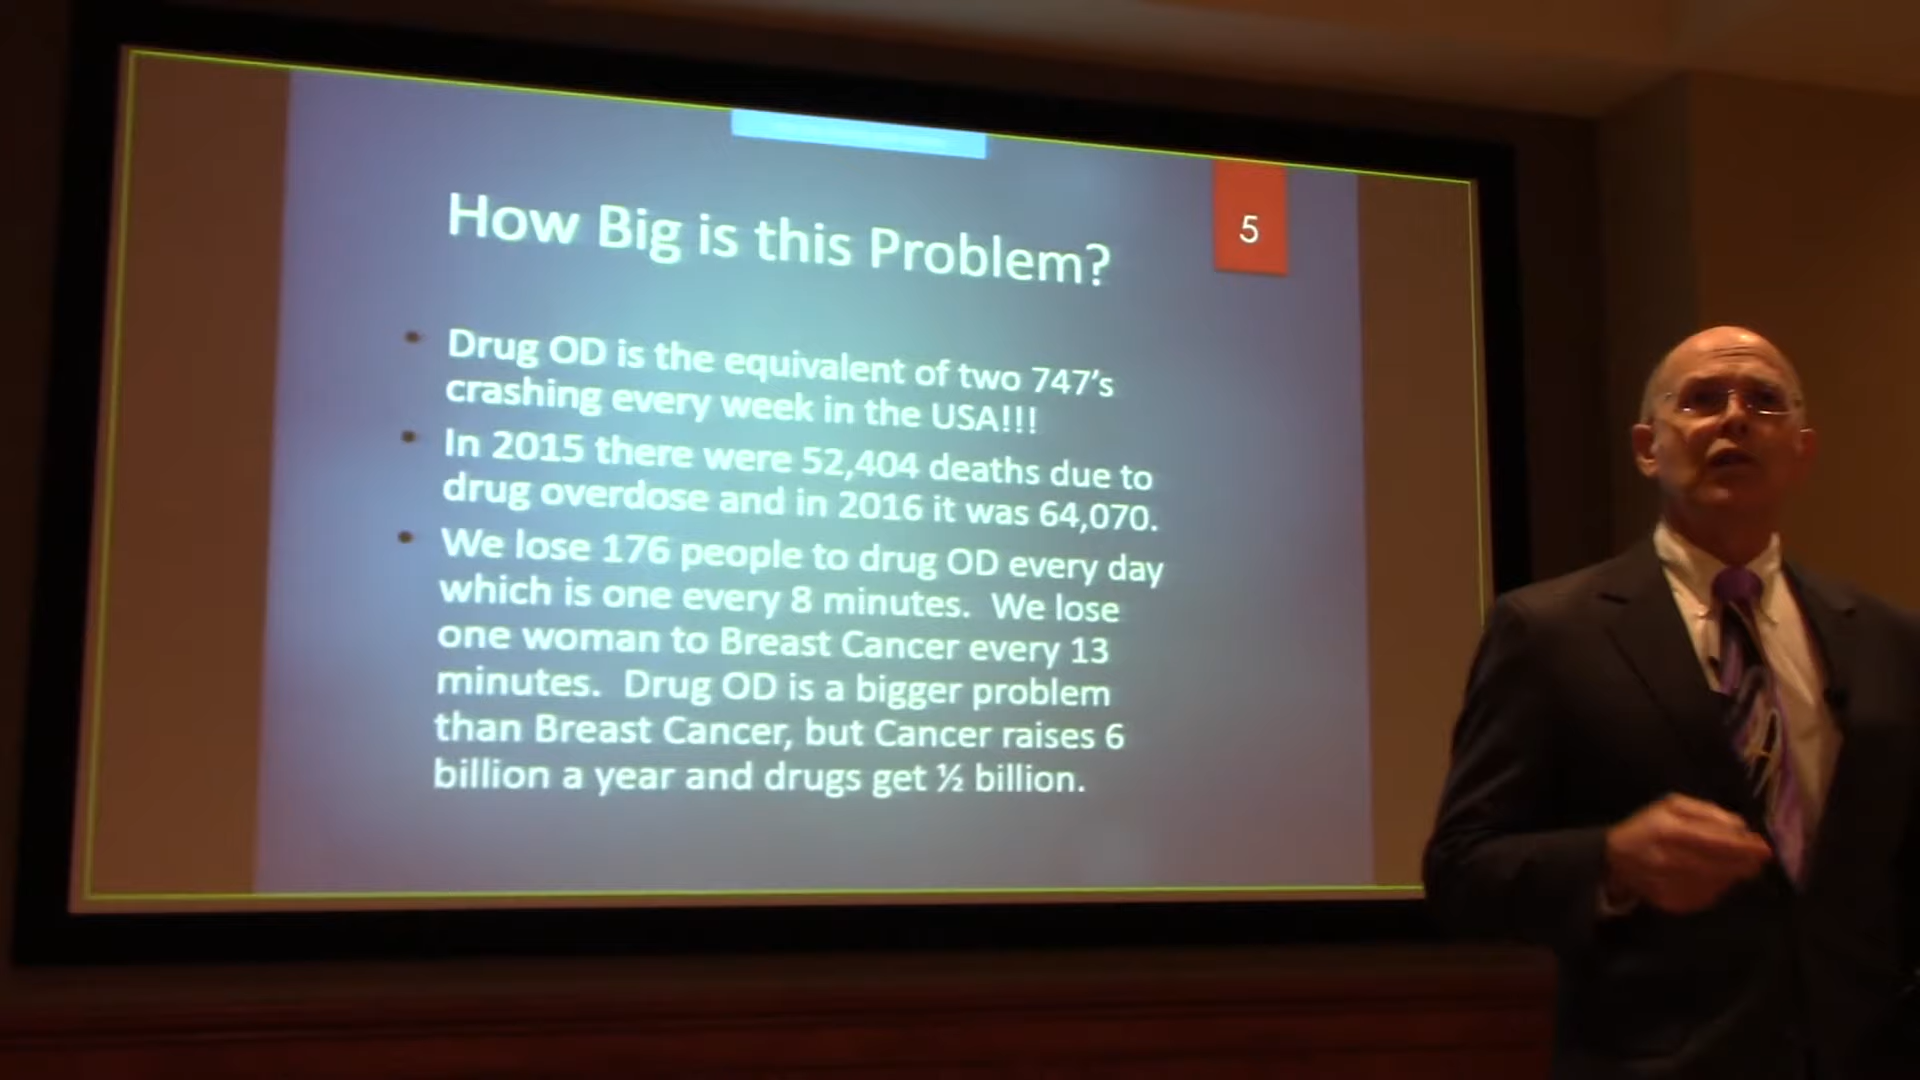 How Big is this Problem?
5
Drug OD is the equivalent of two 747's
crashing every week in the USA!!!
In 2015 there were 52,404 deaths due to
drug overdose and in 2016 it was 64,070.
We lose 176 people to drug OD every day
which is one every 8 minutes. We lose
one woman to Breast Cancer every 13
minutes. Drug OD is a bigger problem
than Breast Cancer, but Cancer raises 6
billion a year and drugs get ½ billion.